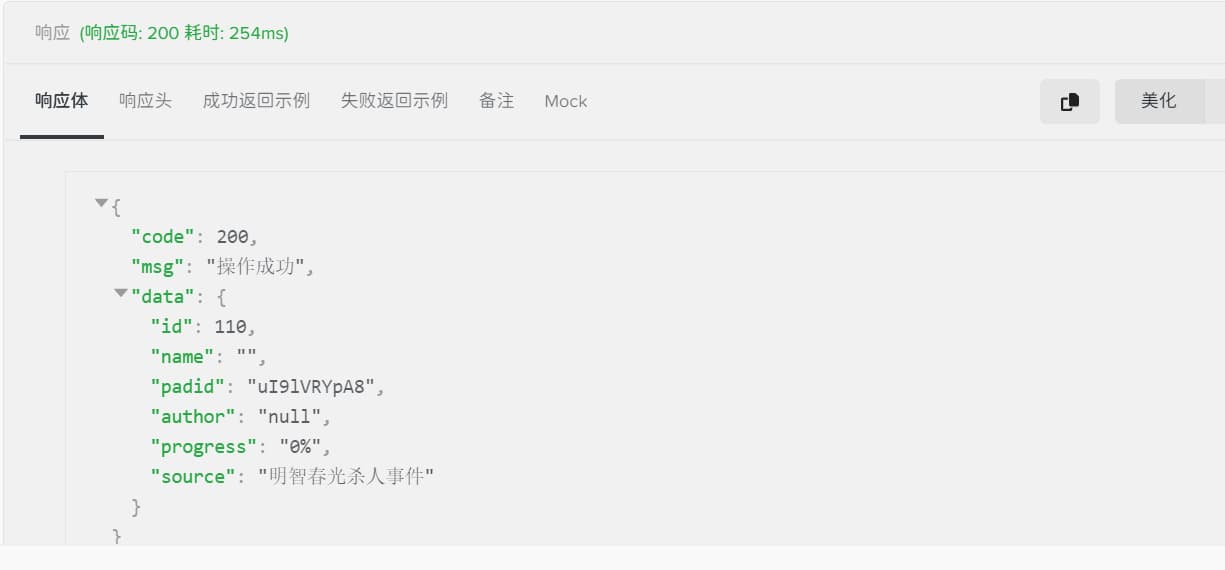 响应 (响应码: 200 耗时: 254ms)
响应体 响应头 成功返回示例 失败返回示例 备注 Mock 美化
{
"code": 200,
"msg": "操作成功",
"data": {
"id": 110,
"name": "",
"padid": "uI9lVRYpA8",
"author": "null",
"progress": "0%",
"source": "明智春光杀人事件"
}
}